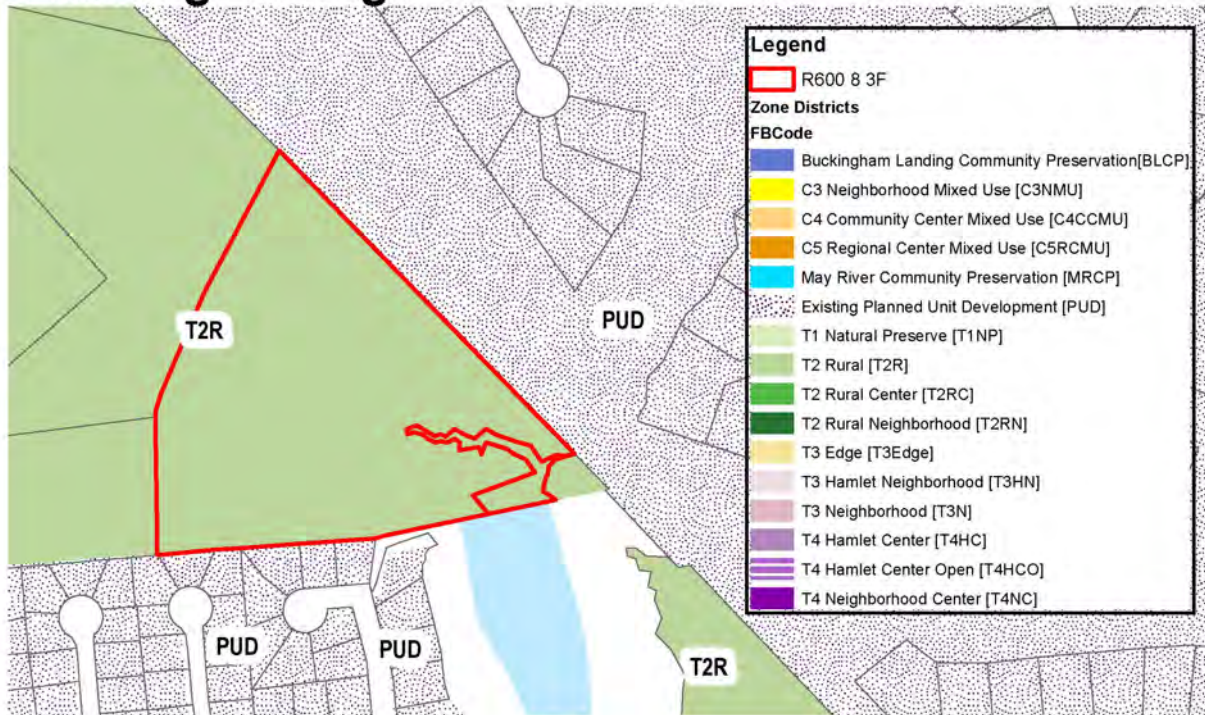 Legend
R600 8 3F
Zone Districts
FBCode
Buckingham Landing Community Preservation[BLCP]
C3 Neighborhood Mixed Use [C3NMU]
C4 Community Center Mixed Use [C4CCMU]
C5 Regional Center Mixed Use [C5RCMU]
May River Community Preservation [MRCP]
Existing Planned Unit Development [PUD]
T1 Natural Preserve [T1NP]
T2 Rural [T2R]
T2 Rural Center [T2RC]
T2 Rural Neighborhood [T2RN]
T3 Edge [T3Edge]
T3 Hamlet Neighborhood [T3HN]
T3 Neighborhood [T3N]
T4 Hamlet Center [T4HC]
T4 Hamlet Center Open [T4HCO]
T4 Neighborhood Center [T4NC]
T2R
PUD
PUD
PUD
T2R